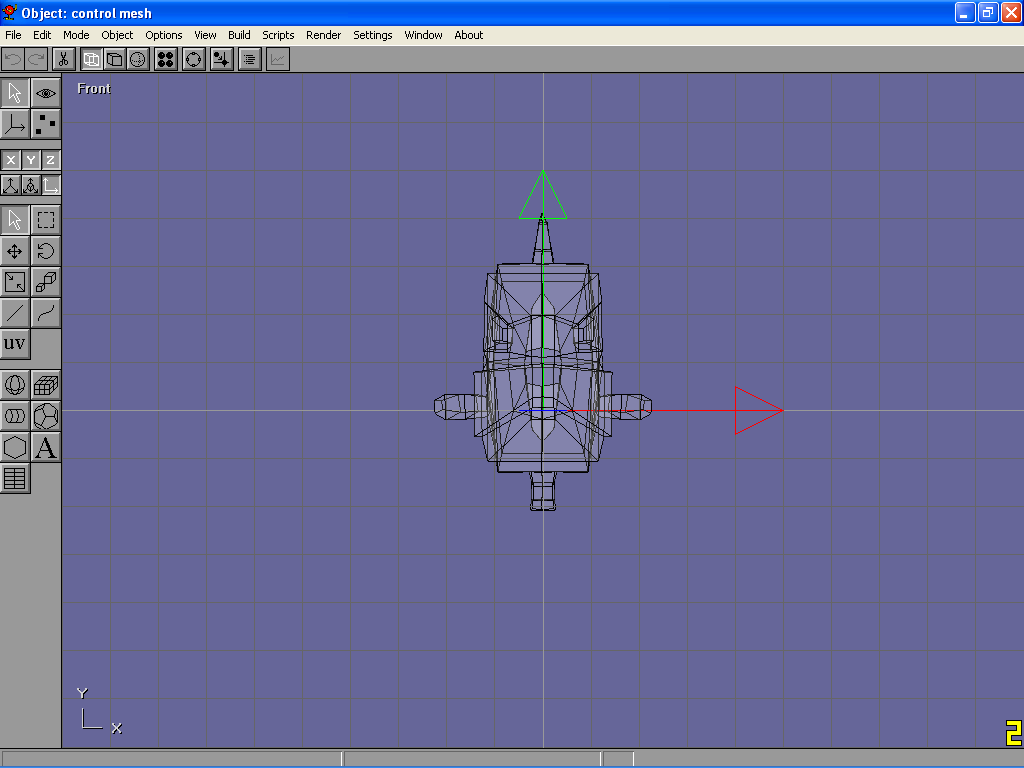 Object: control mesh
File Edit Mode Object Options View Build Scripts Render Settings Window About
Front
X Y Z
uv
A
Y
X
2